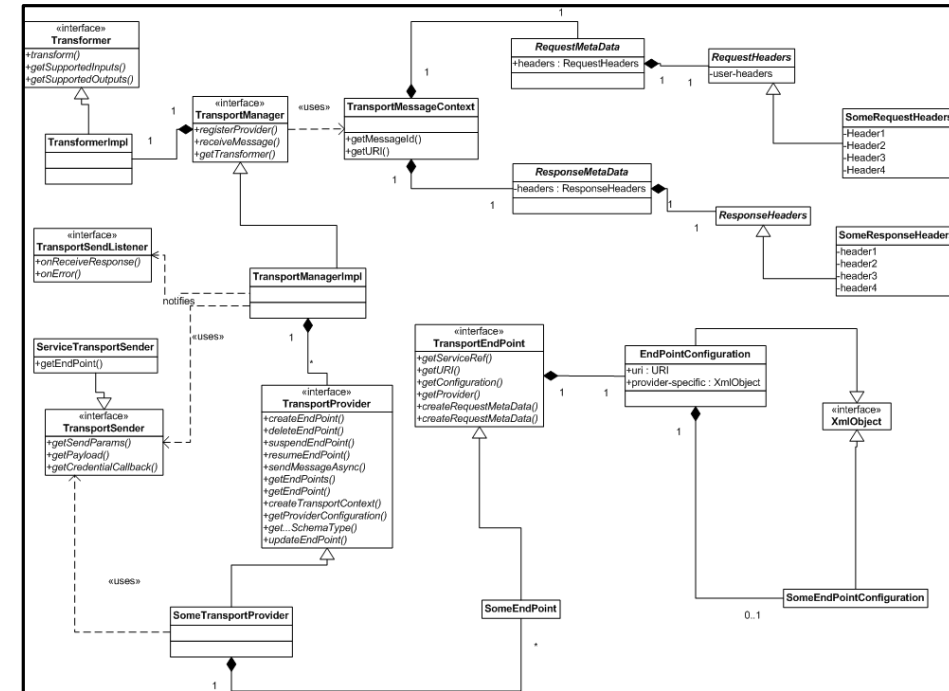 «interface»
Transformer
+transform()
+getSupportedInputs()
+getSupportedOutputs()
TransformerImpl
1
1
«interface»
TransportManager
+registerProvider()
+receiveMessage()
+getTransformer()
«uses»
TransportMessageContext
+getMessageId()
+getURI()
1
1
RequestMetaData
+headers : RequestHeaders
1
1
RequestHeaders
-user-headers
SomeRequestHeaders
-Header1
-Header2
-Header3
-Header4
1
1
ResponseMetaData
-headers : ResponseHeaders
1
1
ResponseHeaders
SomeResponseHeader
-header1
-header2
-header3
-header4
«interface»
TransportSendListener
+onReceiveResponse()
+onError()
notifies
TransportManagerImpl
«uses»
1
*
ServiceTransportSender
+getEndPoint()
«interface»
TransportSender
+getSendParams()
+getPayload()
+getCredentialCallback()
«interface»
TransportProvider
+createEndPoint()
+deleteEndPoint()
+suspendEndPoint()
+resumeEndPoint()
+sendMessageAsync()
+getEndPoints()
+getEndPoint()
+createTransportContext()
+getProviderConfiguration()
+get...SchemaType()
+updateEndPoint()
«interface»
TransportEndPoint
+getServiceRef()
+getURI()
+getConfiguration()
+getProvider()
+createRequestMetaData()
+createRequestMetaData()
1
1
EndPointConfiguration
+uri : URI
+provider-specific : XmlObject
1
«interface»
XmlObject
«uses»
SomeTransportProvider
1
SomeEndPoint
*
SomeEndPointConfiguration
0..1